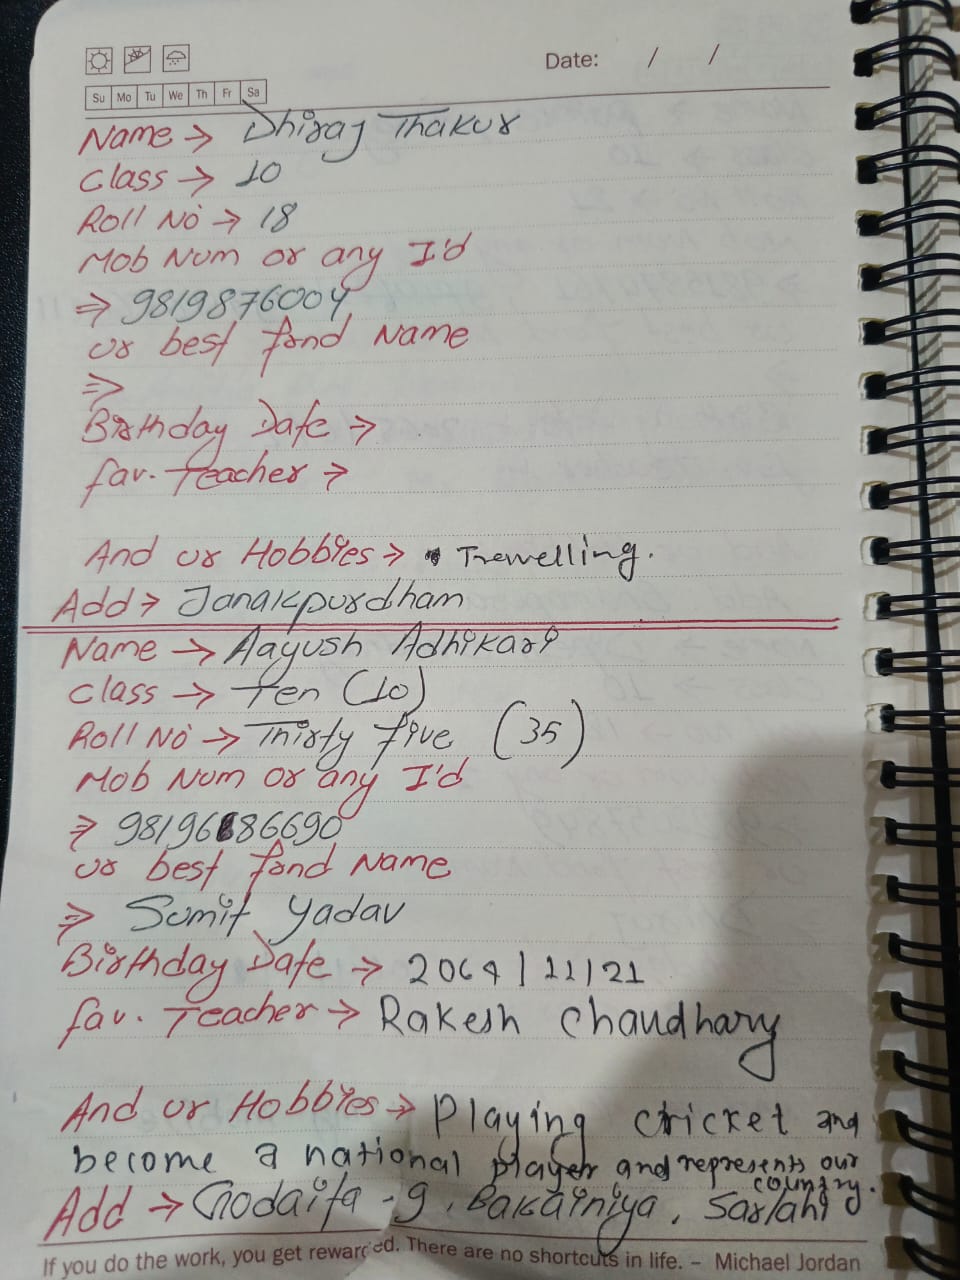 Date: / /
Su Mo Tu We Th Fr Sa
Name → Dhiraj Thakur
Class → 10
Roll No → 18
Mob Num or any I'd
⇒ 9819876004
or best frnd Name
⇒
Birthday Date →
fav. Teacher →
And ur Hobbies → Trewelling.
Add → Janakpurdham
Name → Aayush Adhikari
Class → Ten (10)
Roll No → Thirty five (35)
Mob Num or any I'd
⇒ 9819686690
ur best frnd Name
⇒ Sumit Yadav
Birthday Date → 2064/11/21
fav. Teacher → Rakesh Chaudhary
And ur Hobbies → Playing cricket and
become a national player and represents our
country.
Add → Godaita - 9, Bakainiya, Sarlahi
If you do the work, you get rewarded. There are no shortcuts in life. – Michael Jordan